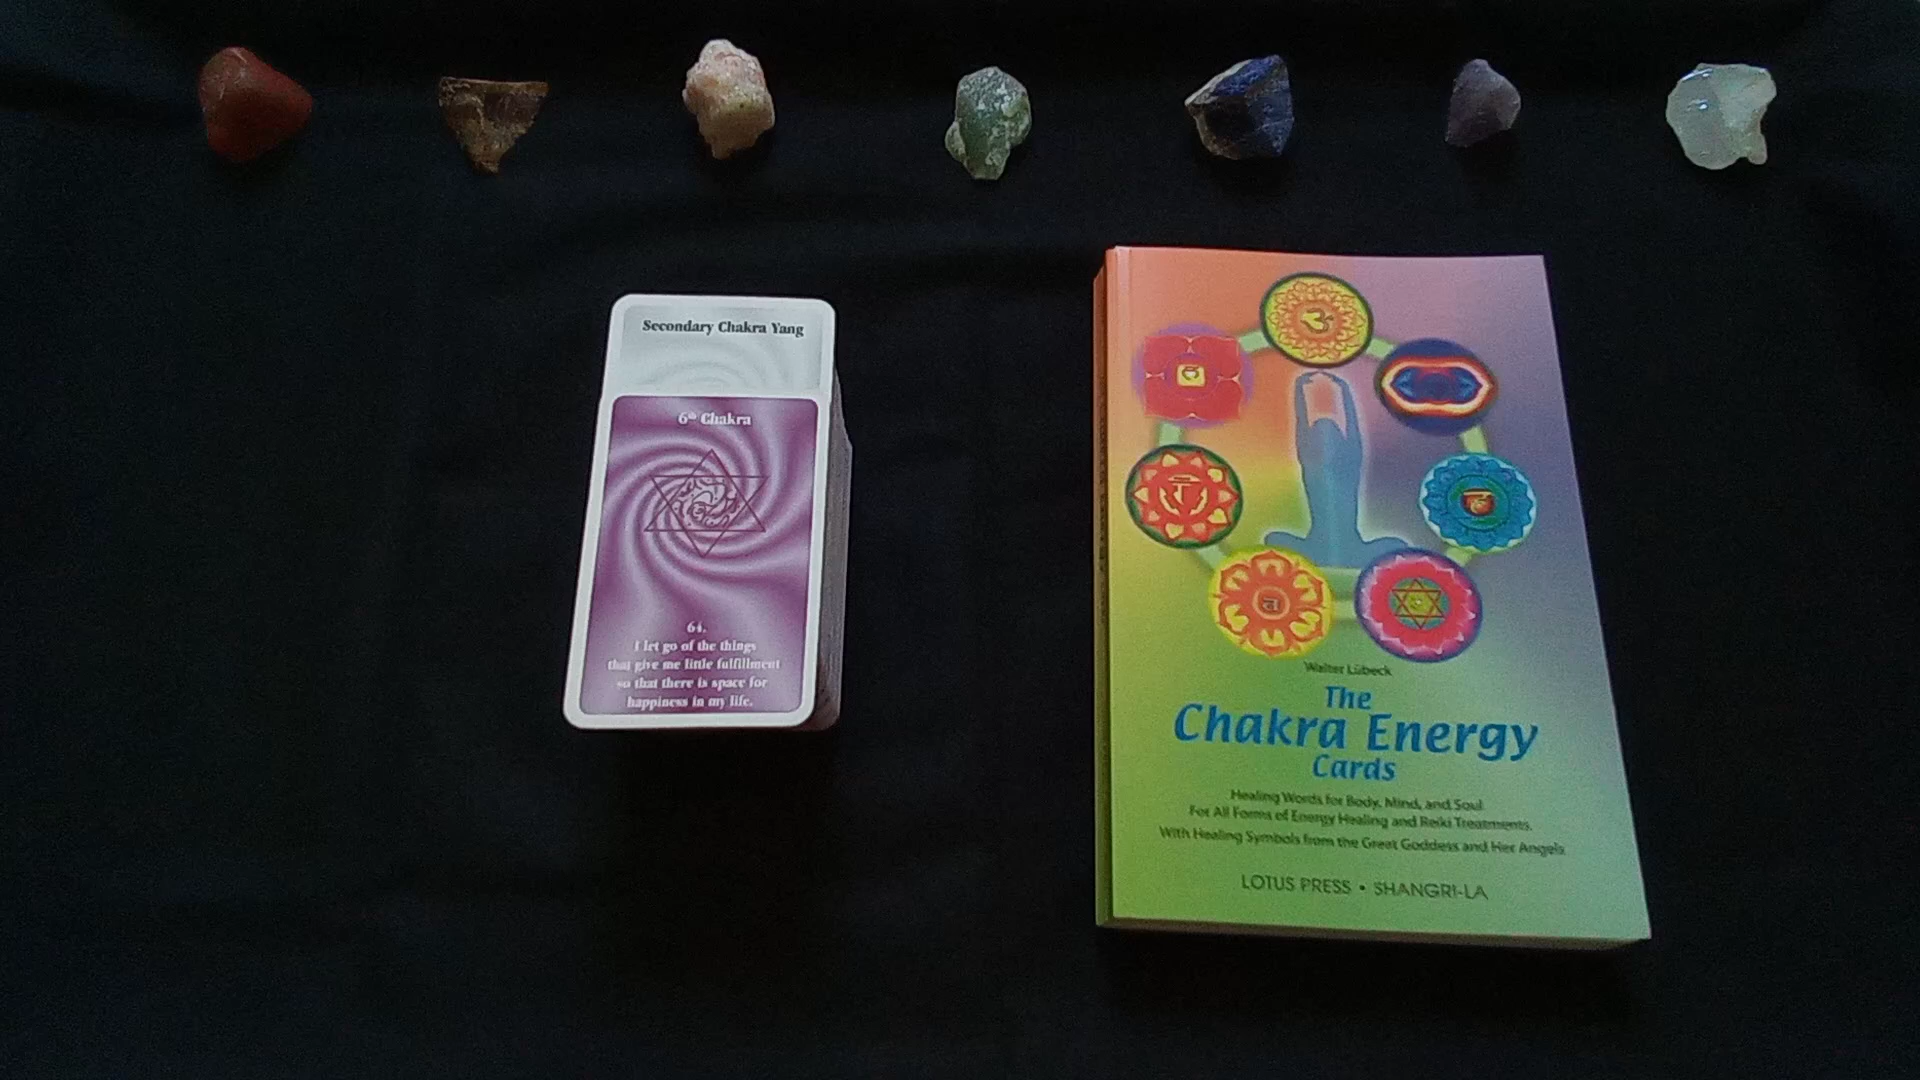 Secondary Chakra Yang
6th Chakra
64.
I let go of the things
that give me little fulfillment
so that there is space for
happiness in my life.
Walter Lübeck
The
Chakra Energy
Cards
Healing Words for Body, Mind, and Soul
For All Forms of Energy Healing and Reiki Treatments.
With Healing Symbols from the Great Goddess and Her Angels
LOTUS PRESS • SHANGRI-LA